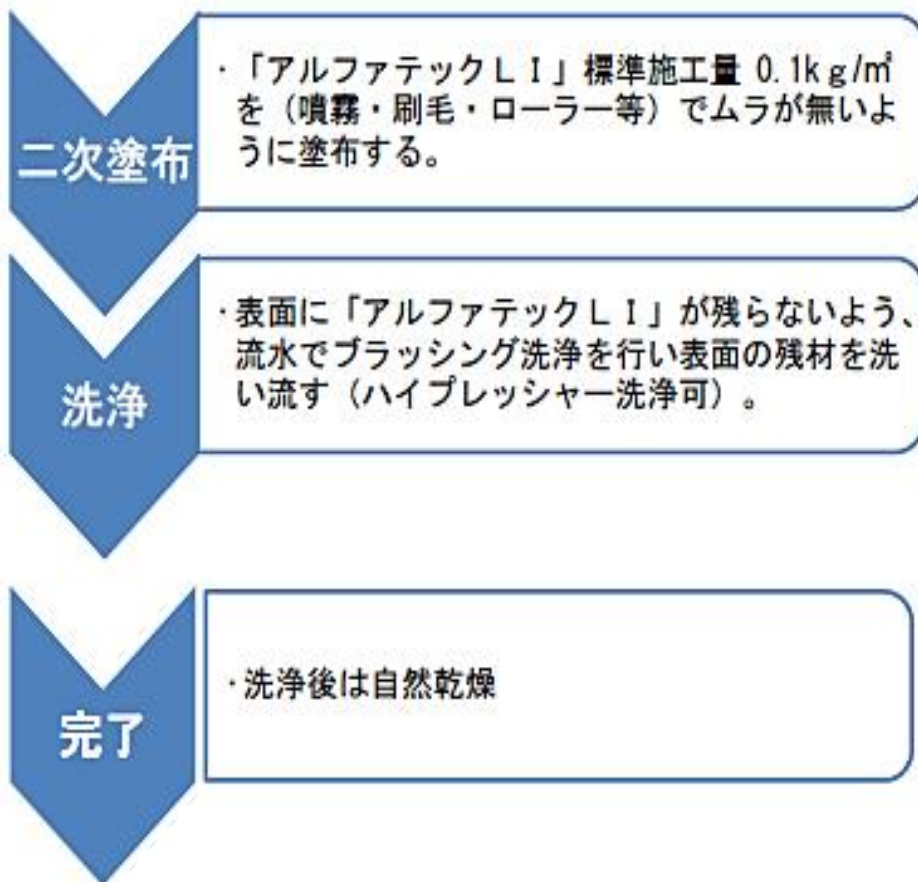 二次塗布
・「アルファテックＬＩ」標準施工量 0.1kg/㎡
を（噴霧・刷毛・ローラー等）でムラが無いよ
うに塗布する。
洗浄
・表面に「アルファテックＬＩ」が残らないよう、
流水でブラッシング洗浄を行い表面の残材を洗
い流す（ハイプレッシャー洗浄可）。
完了
・洗浄後は自然乾燥